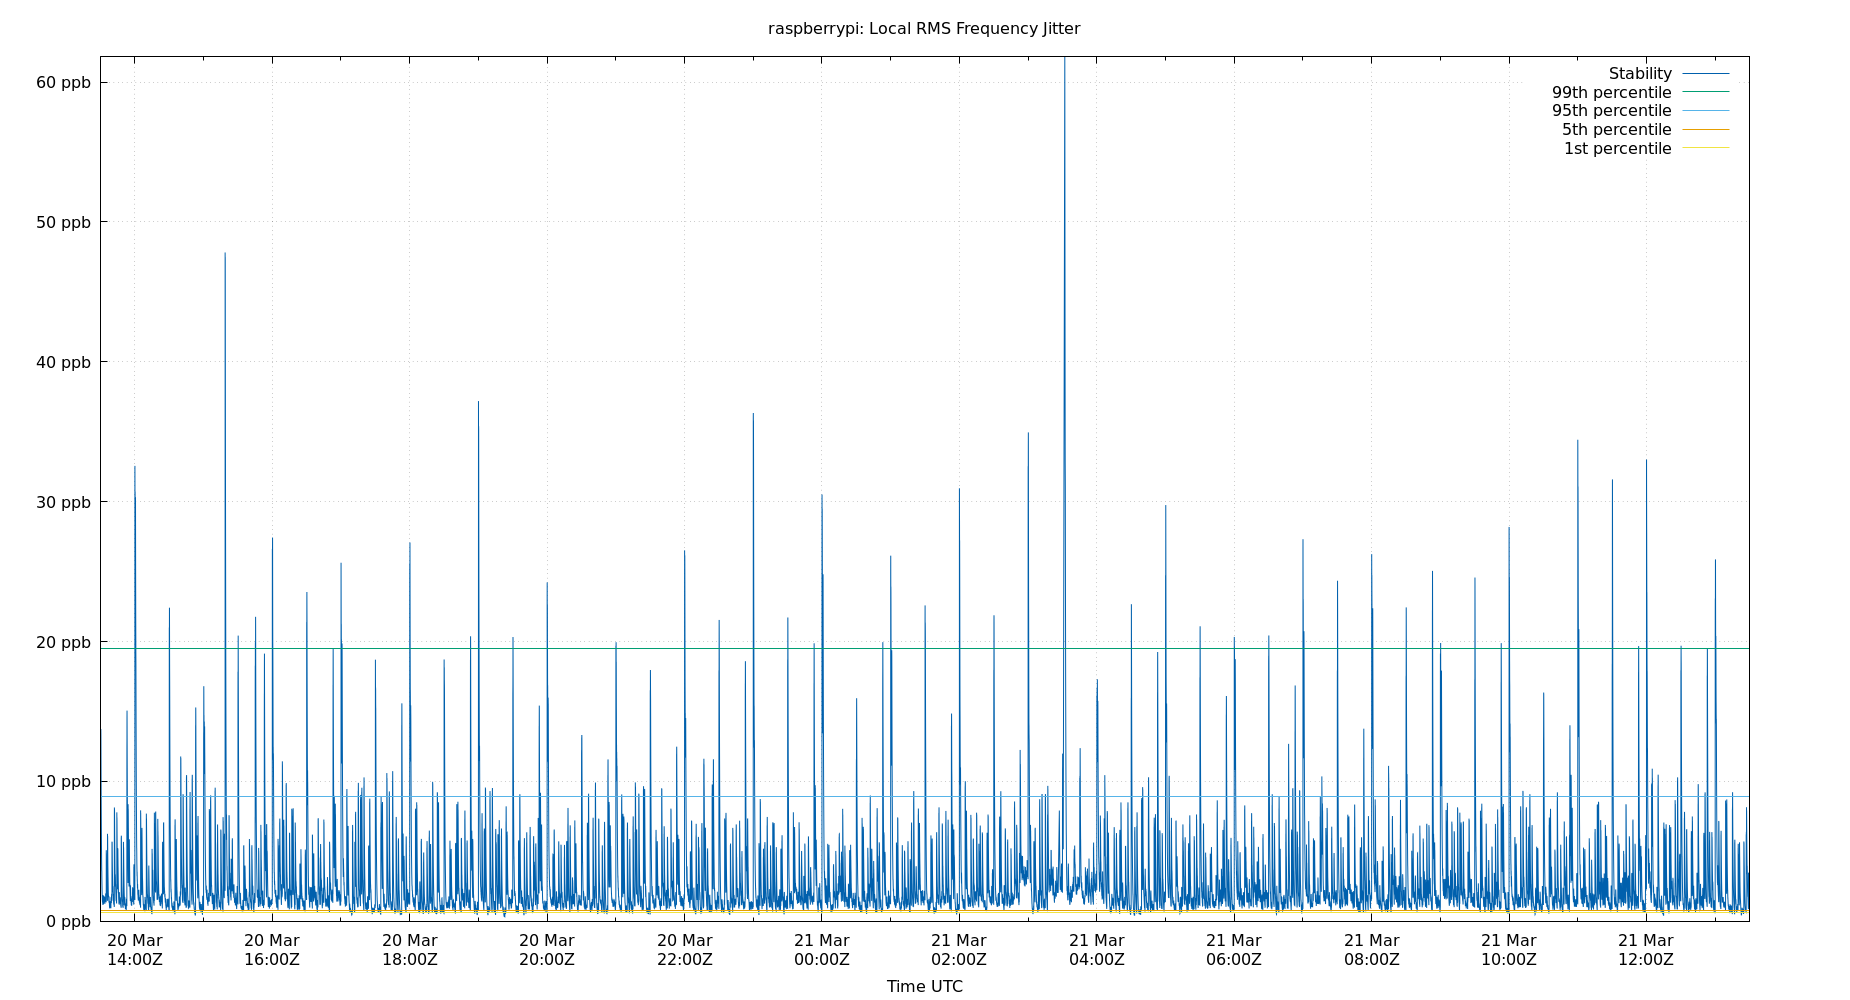 raspberrypi: Local RMS Frequency Jitter
Stability
99th percentile
95th percentile
5th percentile
1st percentile
60 ppb
50 ppb
40 ppb
30 ppb
20 ppb
10 ppb
0 ppb
20 Mar 20 Mar 20 Mar 20 Mar 20 Mar 21 Mar 21 Mar 21 Mar 21 Mar 21 Mar 21 Mar 21 Mar
14:00Z 16:00Z 18:00Z 20:00Z 22:00Z 00:00Z 02:00Z 04:00Z 06:00Z 08:00Z 10:00Z 12:00Z
Time UTC